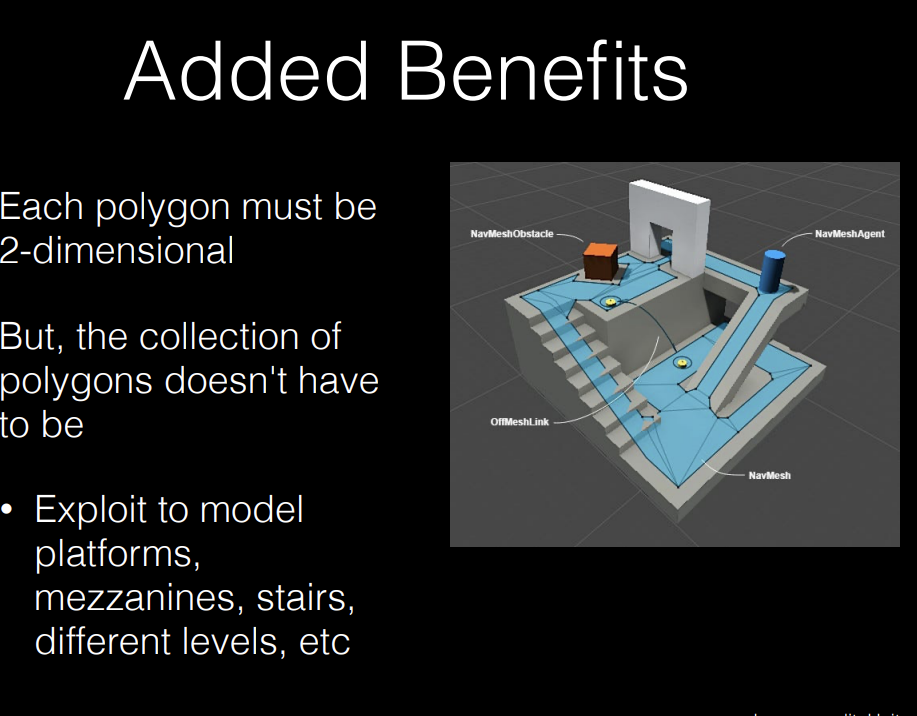 Added Benefits
Each polygon must be
2-dimensional
But, the collection of
polygons doesn't have
to be
• Exploit to model
platforms,
mezzanines, stairs,
different levels, etc
NavMeshObstacle
NavMeshAgent
OffMeshLink
NavMesh